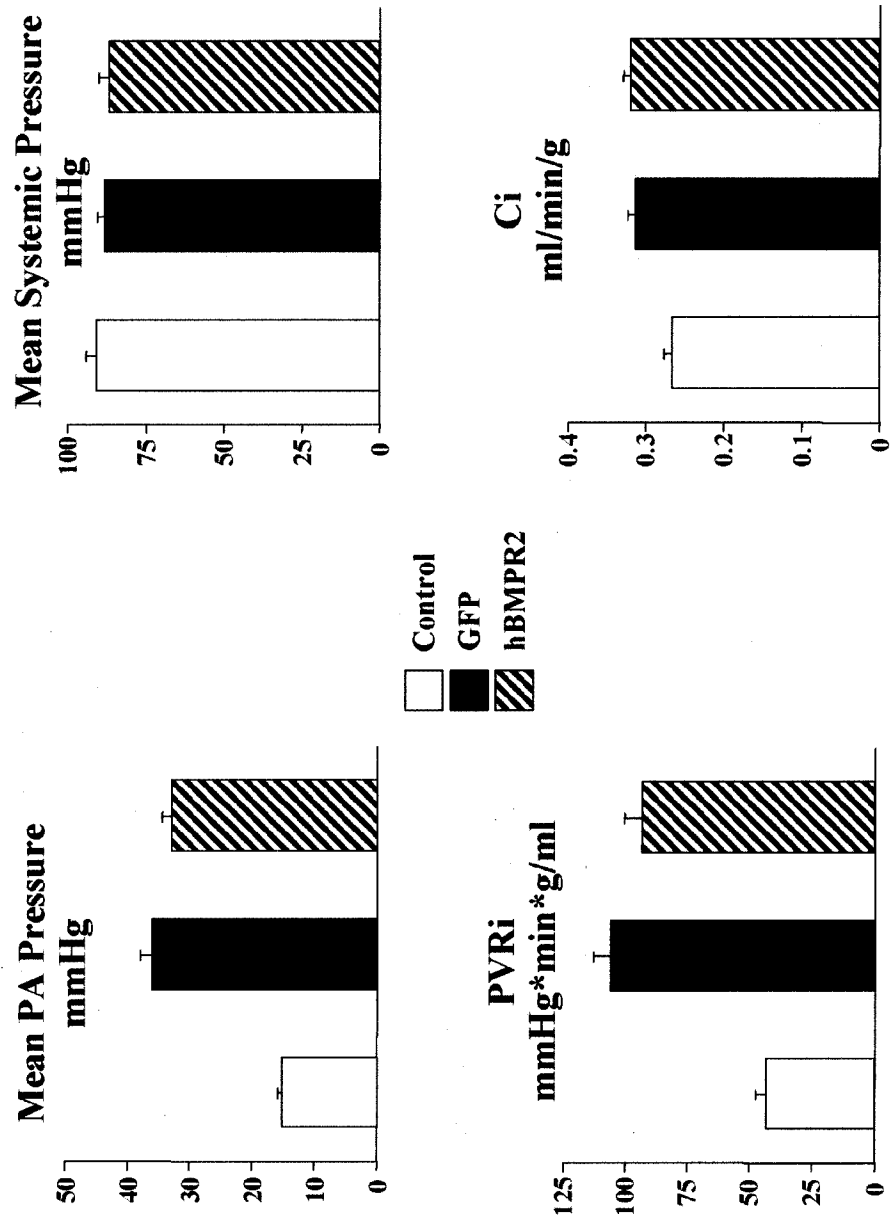 Mean PA Pressure
mmHg
50
40
30
20
10
0
Mean Systemic Pressure
mmHg
100
75
50
25
0
Control
GFP
hBMPR2
PVRi
mmHg*min*g/ml
125
100
75
50
25
0
Ci
ml/min/g
0.4
0.3
0.2
0.1
0